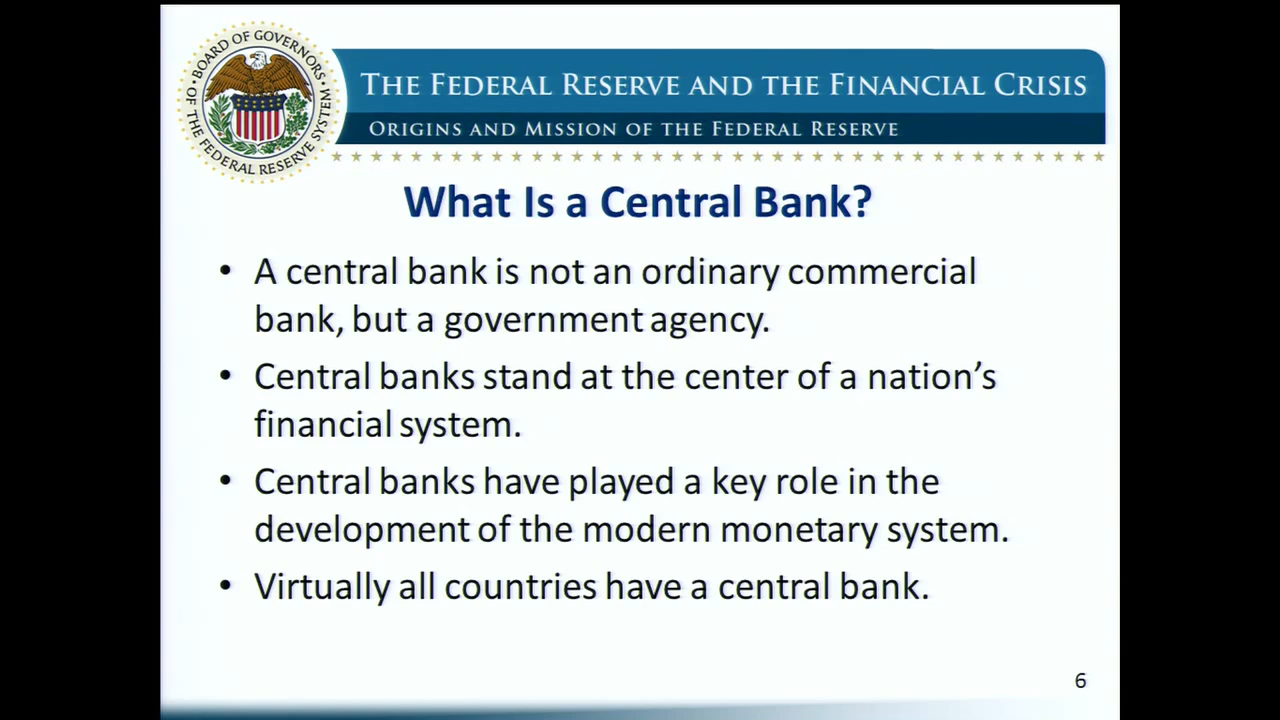 BOARD OF GOVERNORS
OF THE FEDERAL RESERVE SYSTEM
THE FEDERAL RESERVE AND THE FINANCIAL CRISIS
ORIGINS AND MISSION OF THE FEDERAL RESERVE
What Is a Central Bank?
• A central bank is not an ordinary commercial
bank, but a government agency.
• Central banks stand at the center of a nation’s
financial system.
• Central banks have played a key role in the
development of the modern monetary system.
• Virtually all countries have a central bank.
6